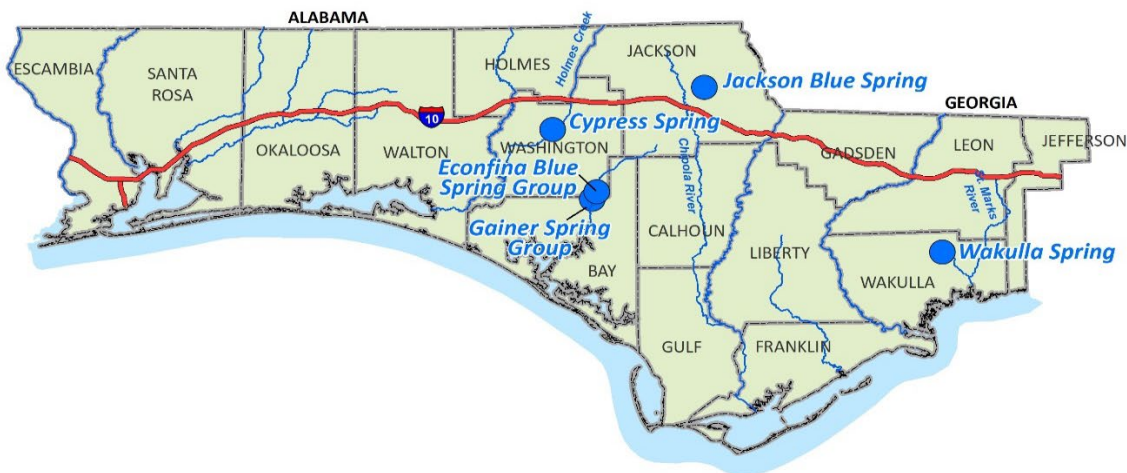 ALABAMA
ESCAMBIA
SANTA
ROSA
OKALOOSA
WALTON
HOLMES
Holmes Creek
JACKSON
Jackson Blue Spring
10
Cypress Spring
WASHINGTON
Econfina Blue
Spring Group
Gainer Spring
Group
BAY
Chipola River
CALHOUN
GULF
GEORGIA
GADSDEN
LEON
JEFFERSON
St. Marks
River
LIBERTY
WAKULLA
Wakulla Spring
FRANKLIN